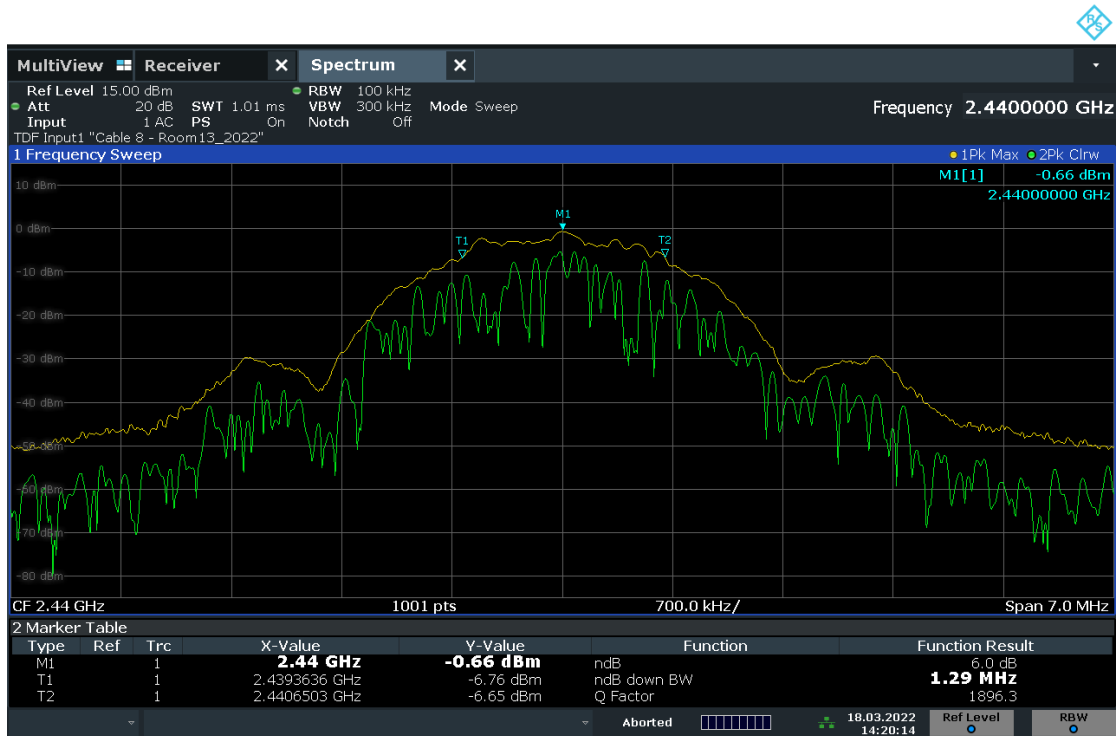 R&S
MultiView Receiver X Spectrum X
Ref Level 15.00 dBm RBW 100 kHz
Att 20 dB SWT 1.01 ms VBW 300 kHz Mode Sweep Frequency 2.4400000 GHz
Input 1 AC PS On Notch Off
TDF Input1 "Cable 8 - Room13_2022"
1 Frequency Sweep 1Pk Max 2Pk Clrw
M1[1] -0.66 dBm
10 dBm
2.44000000 GHz
M1
0 dBm
T1 T2
-10 dBm
-20 dBm
-30 dBm
-40 dBm
-50 dBm
-60 dBm
-70 dBm
-80 dBm
CF 2.44 GHz 1001 pts 700.0 kHz/ Span 7.0 MHz
2 Marker Table
Type Ref Trc X-Value Y-Value Function Function Result
M1 1 2.44 GHz -0.66 dBm ndB 6.0 dB
T1 1 2.4393636 GHz -6.76 dBm ndB down BW 1.29 MHz
T2 1 2.4406503 GHz -6.65 dBm Q Factor 1896.3
Aborted 18.03.2022 Ref Level RBW
14:20:14